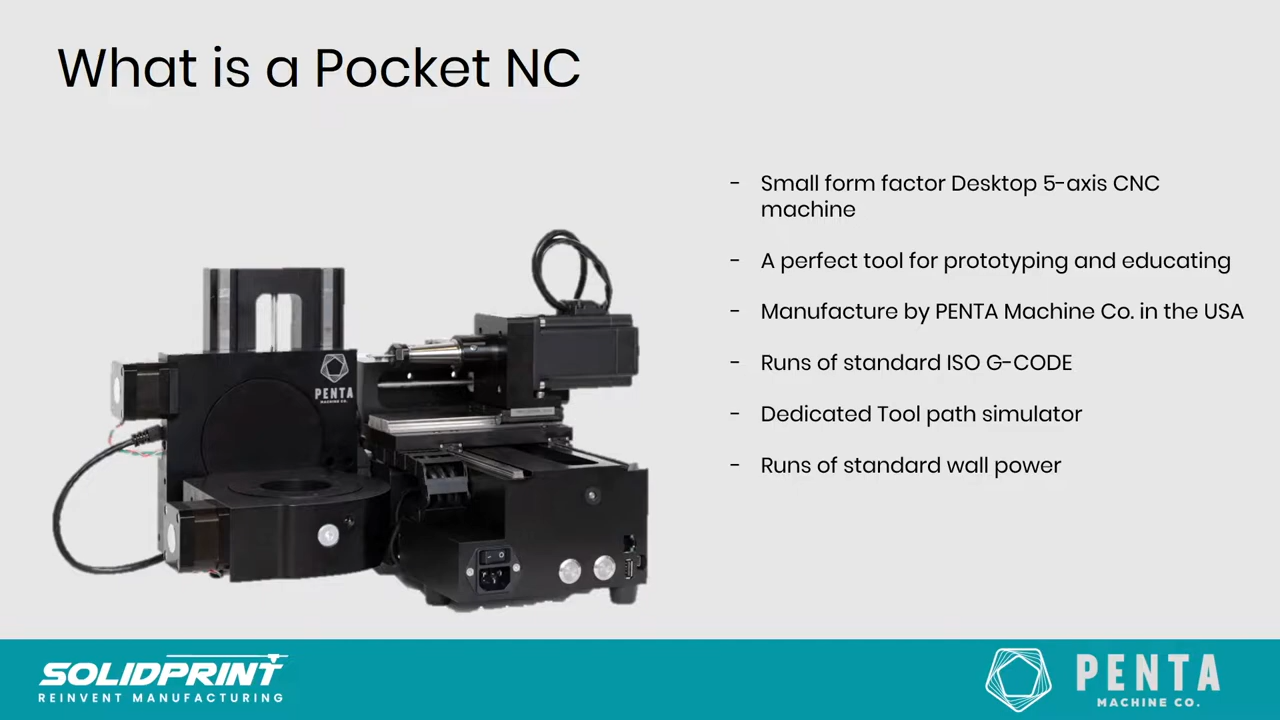 What is a Pocket NC
- Small form factor Desktop 5-axis CNC
machine
- A perfect tool for prototyping and educating
- Manufacture by PENTA Machine Co. in the USA
- Runs of standard ISO G-CODE
- Dedicated Tool path simulator
- Runs of standard wall power
PENTA
MACHINE CO.
SOLIDPRINT
REINVENT MANUFACTURING
PENTA
MACHINE CO.